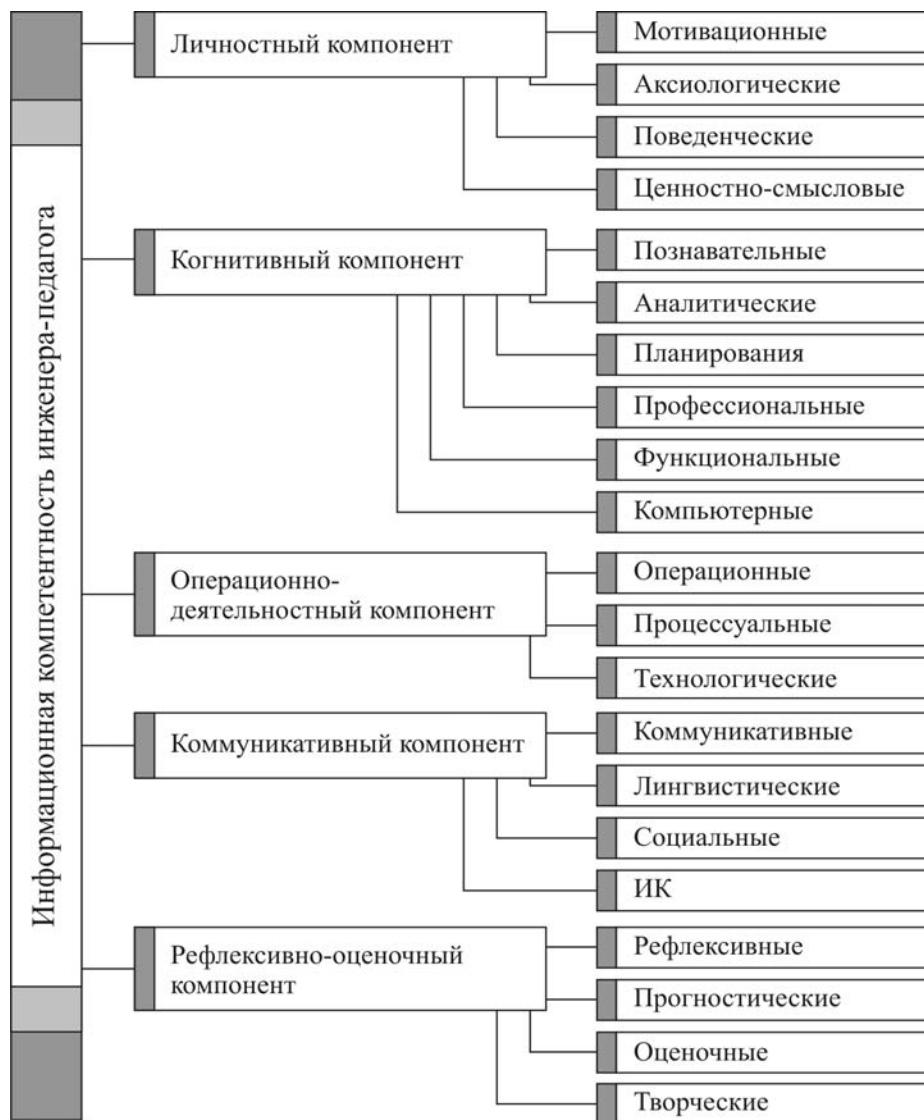 Информационная компетентность инженера-педагога
Личностный компонент
Мотивационные
Аксиологические
Поведенческие
Ценностно-смысловые
Когнитивный компонент
Познавательные
Аналитические
Планирования
Профессиональные
Функциональные
Компьютерные
Операционно-
деятельностный компонент
Операционные
Процессуальные
Технологические
Коммуникативный компонент
Коммуникативные
Лингвистические
Социальные
ИК
Рефлексивно-оценочный
компонент
Рефлексивные
Прогностические
Оценочные
Творческие